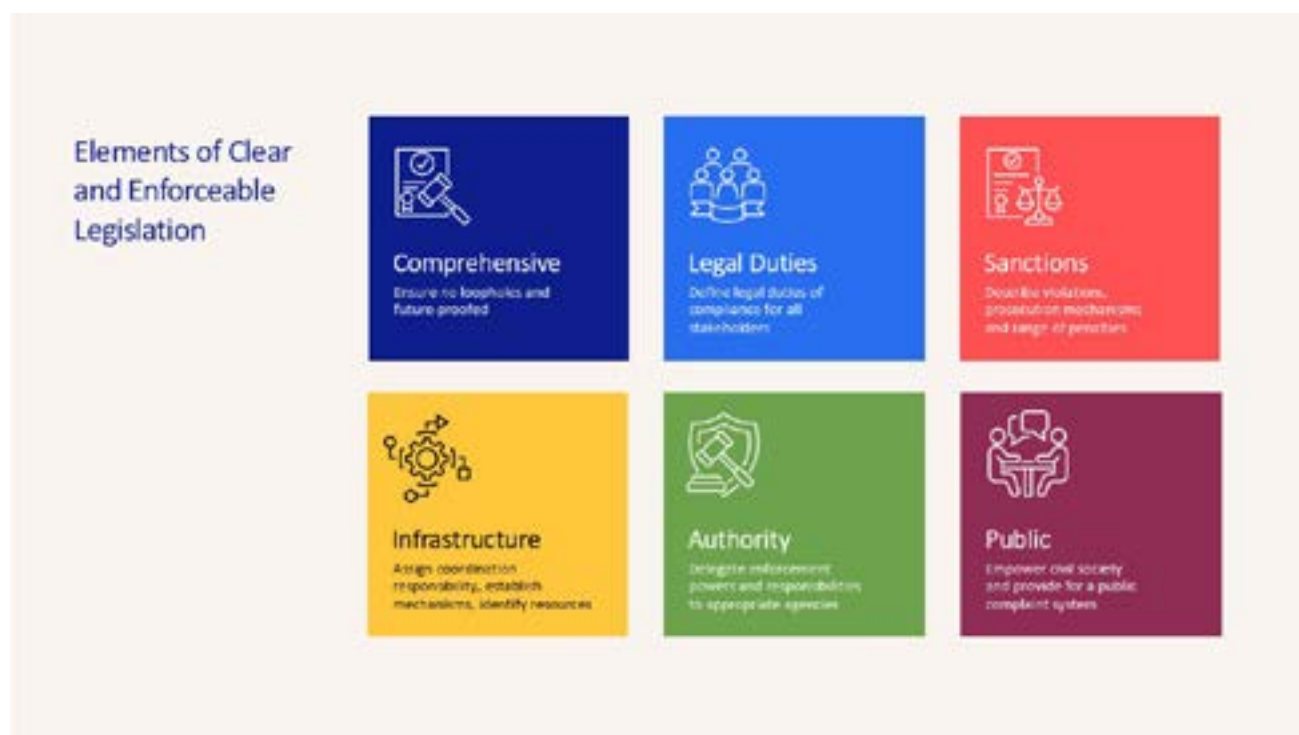 Elements of Clear
and Enforceable
Legislation
Comprehensive
Ensure no loopholes and
future proofed
Legal Duties
Define legal duties of
compliance for all
stakeholders
Sanctions
Describe violations,
prosecution mechanisms
and range of penalties
Infrastructure
Assign coordination
responsibility, establish
mechanisms, identify resources
Authority
Delegate enforcement
powers and responsibilities
to appropriate agencies
Public
Empower civil society
and provide for a public
complaint system